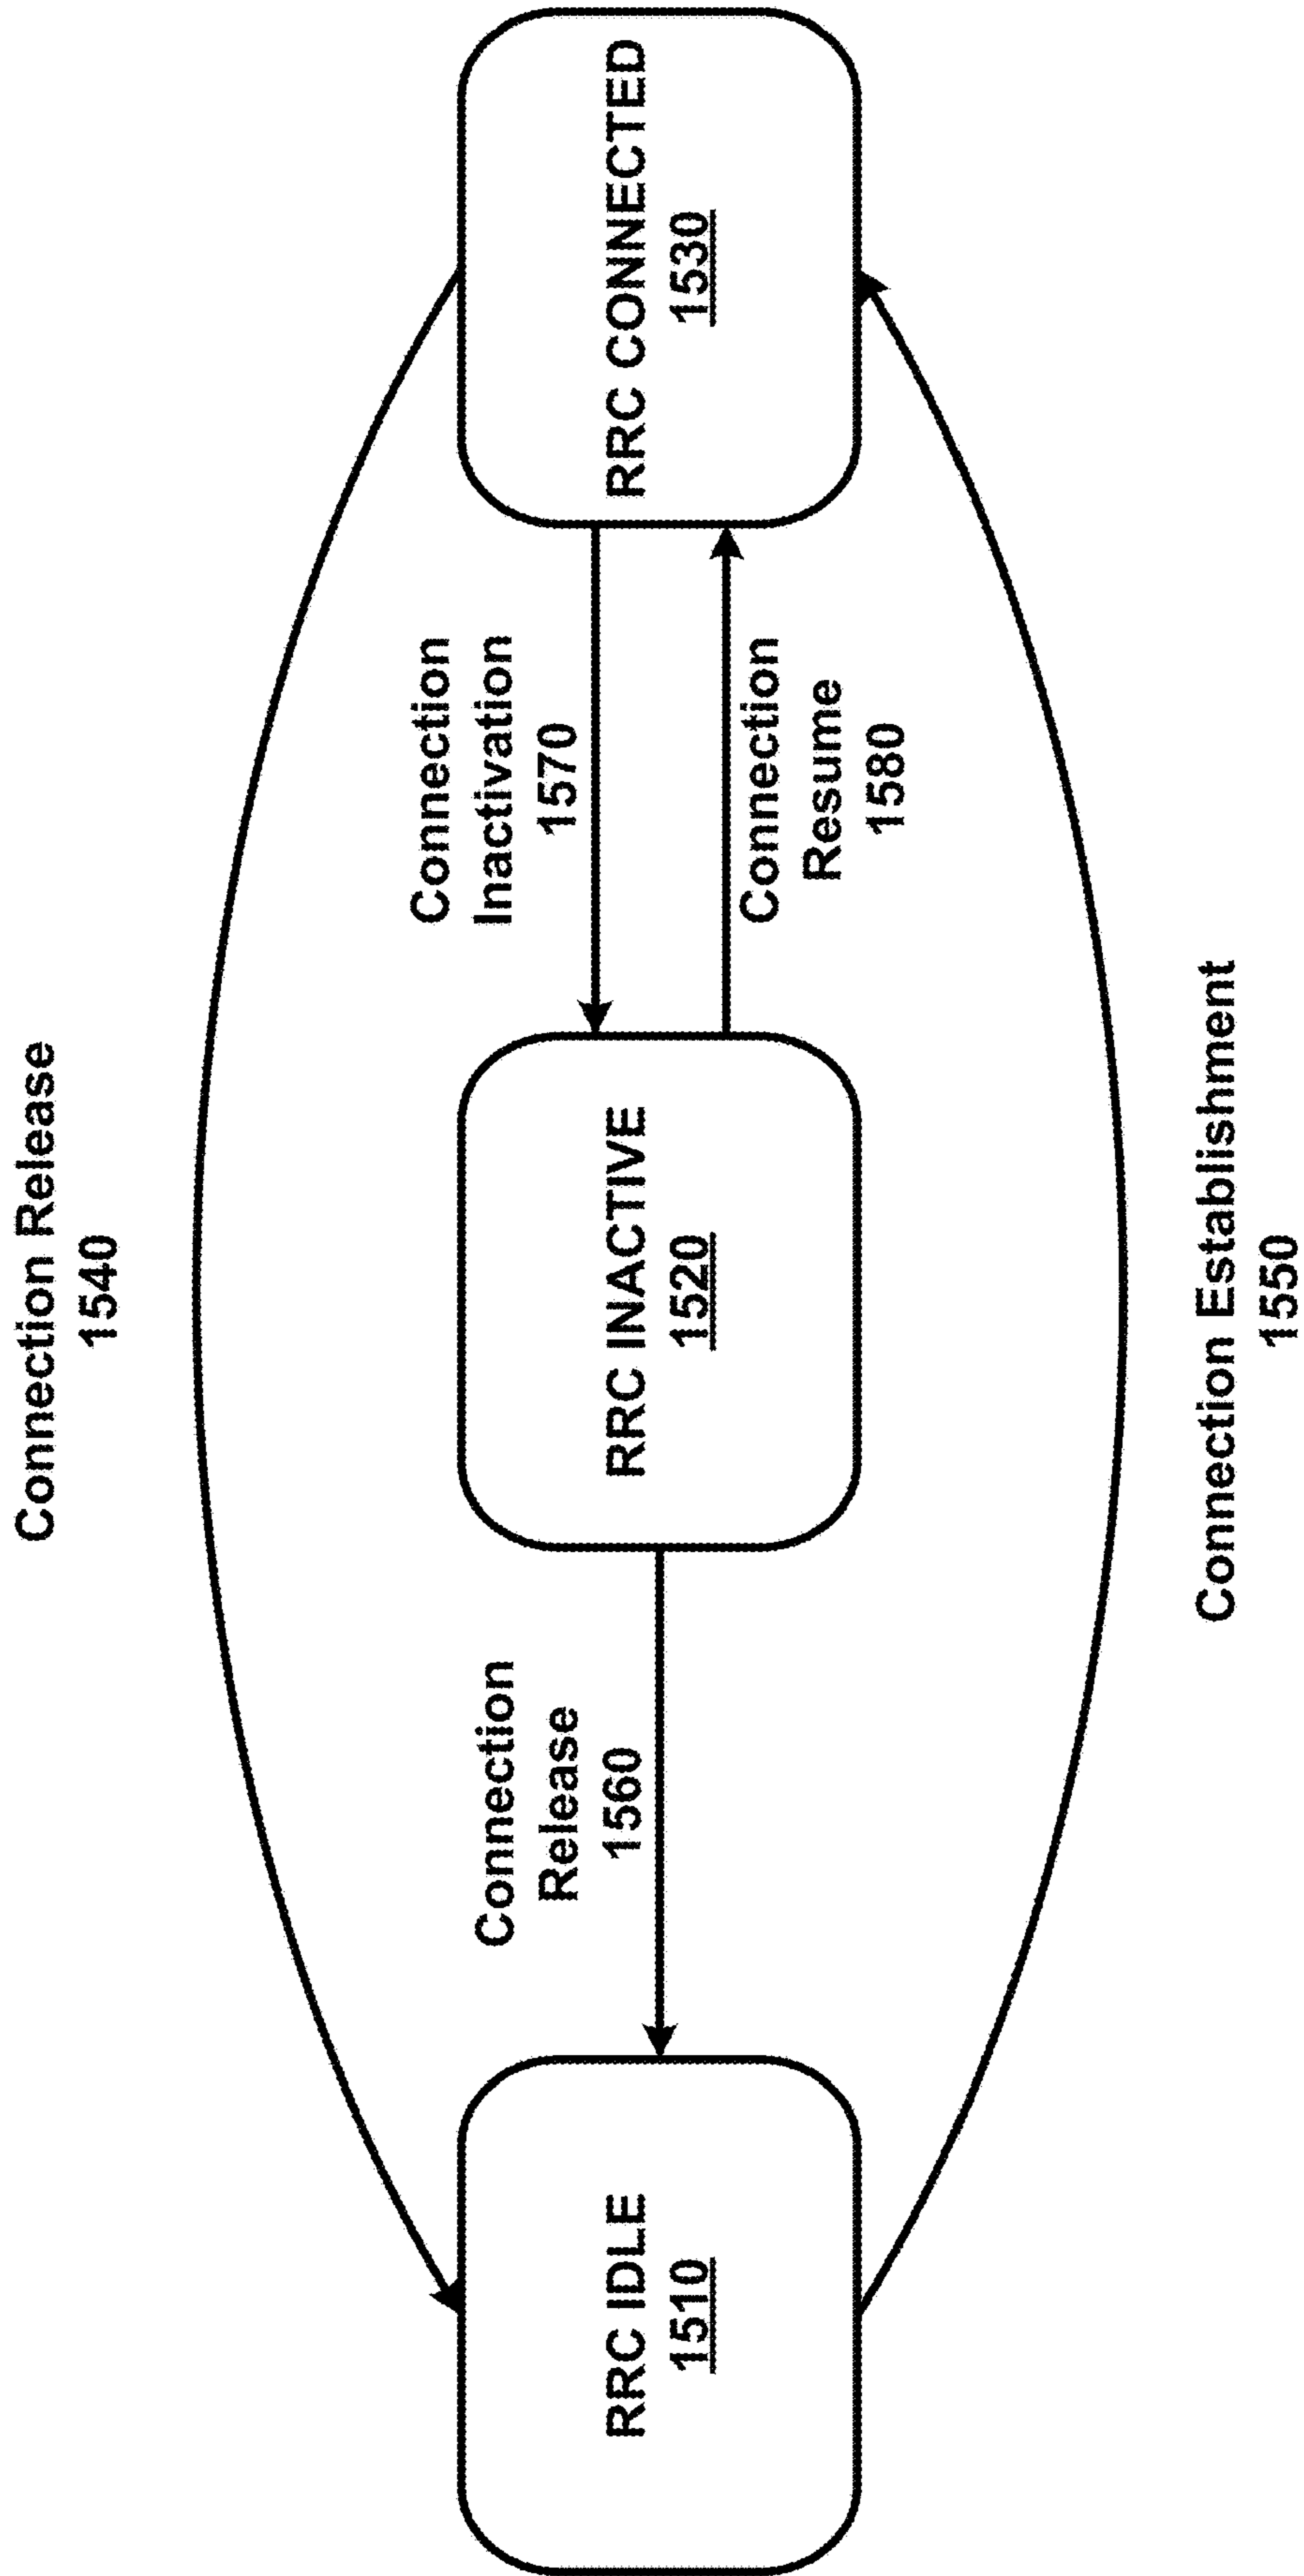 Connection Release
1540
RRC IDLE
1510
Connection
Release
1560
RRC INACTIVE
1520
Connection
Inactivation
1570
Connection
Resume
1580
RRC CONNECTED
1530
Connection Establishment
1550